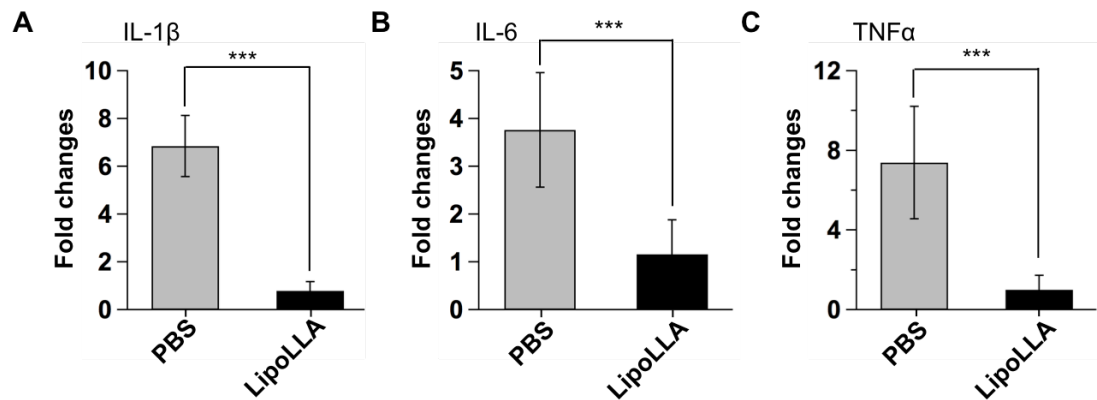 A
IL-1β
***
Fold changes
10
8
6
4
2
0
PBS
LipoLLA
B
IL-6
***
Fold changes
5
4
3
2
1
0
PBS
LipoLLA
C
TNFα
***
Fold changes
12
8
4
0
PBS
LipoLLA